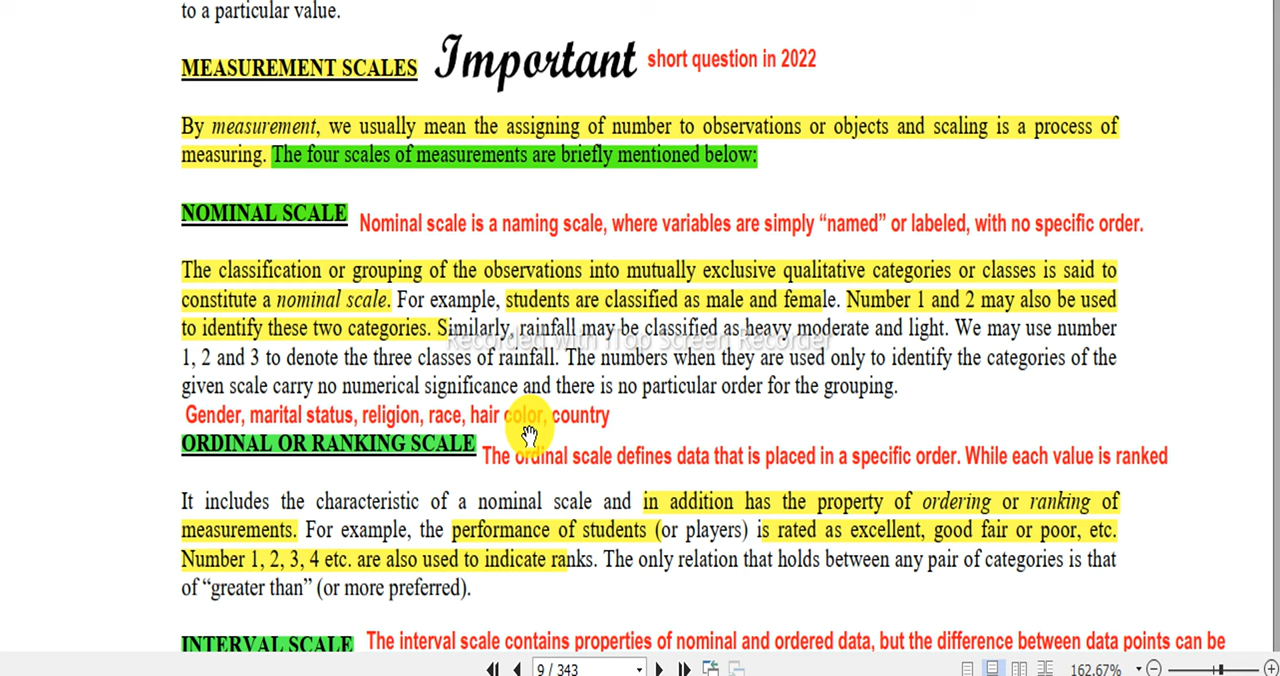 to a particular value.
MEASUREMENT SCALES Important short question in 2022
By measurement, we usually mean the assigning of number to observations or objects and scaling is a process of
measuring. The four scales of measurements are briefly mentioned below:
NOMINAL SCALE Nominal scale is a naming scale, where variables are simply “named” or labeled, with no specific order.
The classification or grouping of the observations into mutually exclusive qualitative categories or classes is said to
constitute a nominal scale. For example, students are classified as male and female. Number 1 and 2 may also be used
to identify these two categories. Similarly, rainfall may be classified as heavy moderate and light. We may use number
Recorded with iTop Screen Recorder
1, 2 and 3 to denote the three classes of rainfall. The numbers when they are used only to identify the categories of the
given scale carry no numerical significance and there is no particular order for the grouping.
Gender, marital status, religion, race, hair color, country
ORDINAL OR RANKING SCALE The ordinal scale defines data that is placed in a specific order. While each value is ranked
It includes the characteristic of a nominal scale and in addition has the property of ordering or ranking of
measurements. For example, the performance of students (or players) is rated as excellent, good fair or poor, etc.
Number 1, 2, 3, 4 etc. are also used to indicate ranks. The only relation that holds between any pair of categories is that
of “greater than” (or more preferred).
INTERVAL SCALE The interval scale contains properties of nominal and ordered data, but the difference between data points can be
9 / 343 162.67%